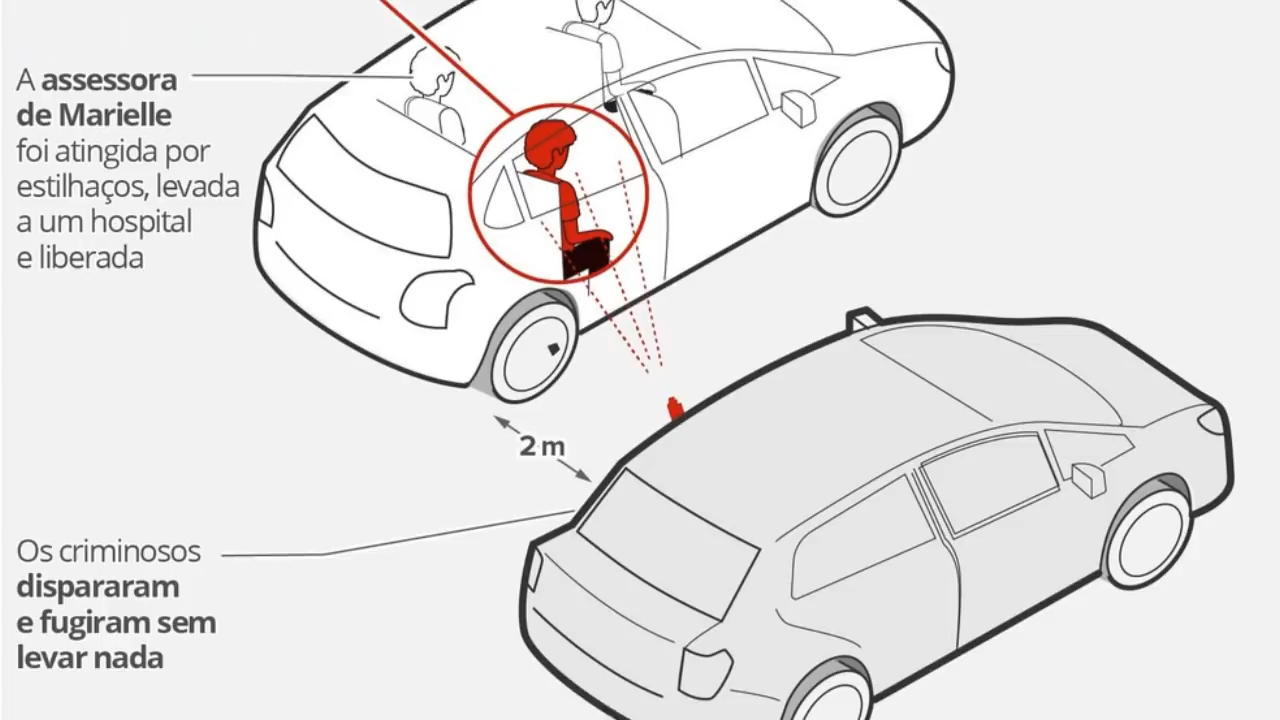 A assessora
de Marielle
foi atingida por
estilhaços, levada
a um hospital
e liberada
2 m
Os criminosos
dispararam
e fugiram sem
levar nada